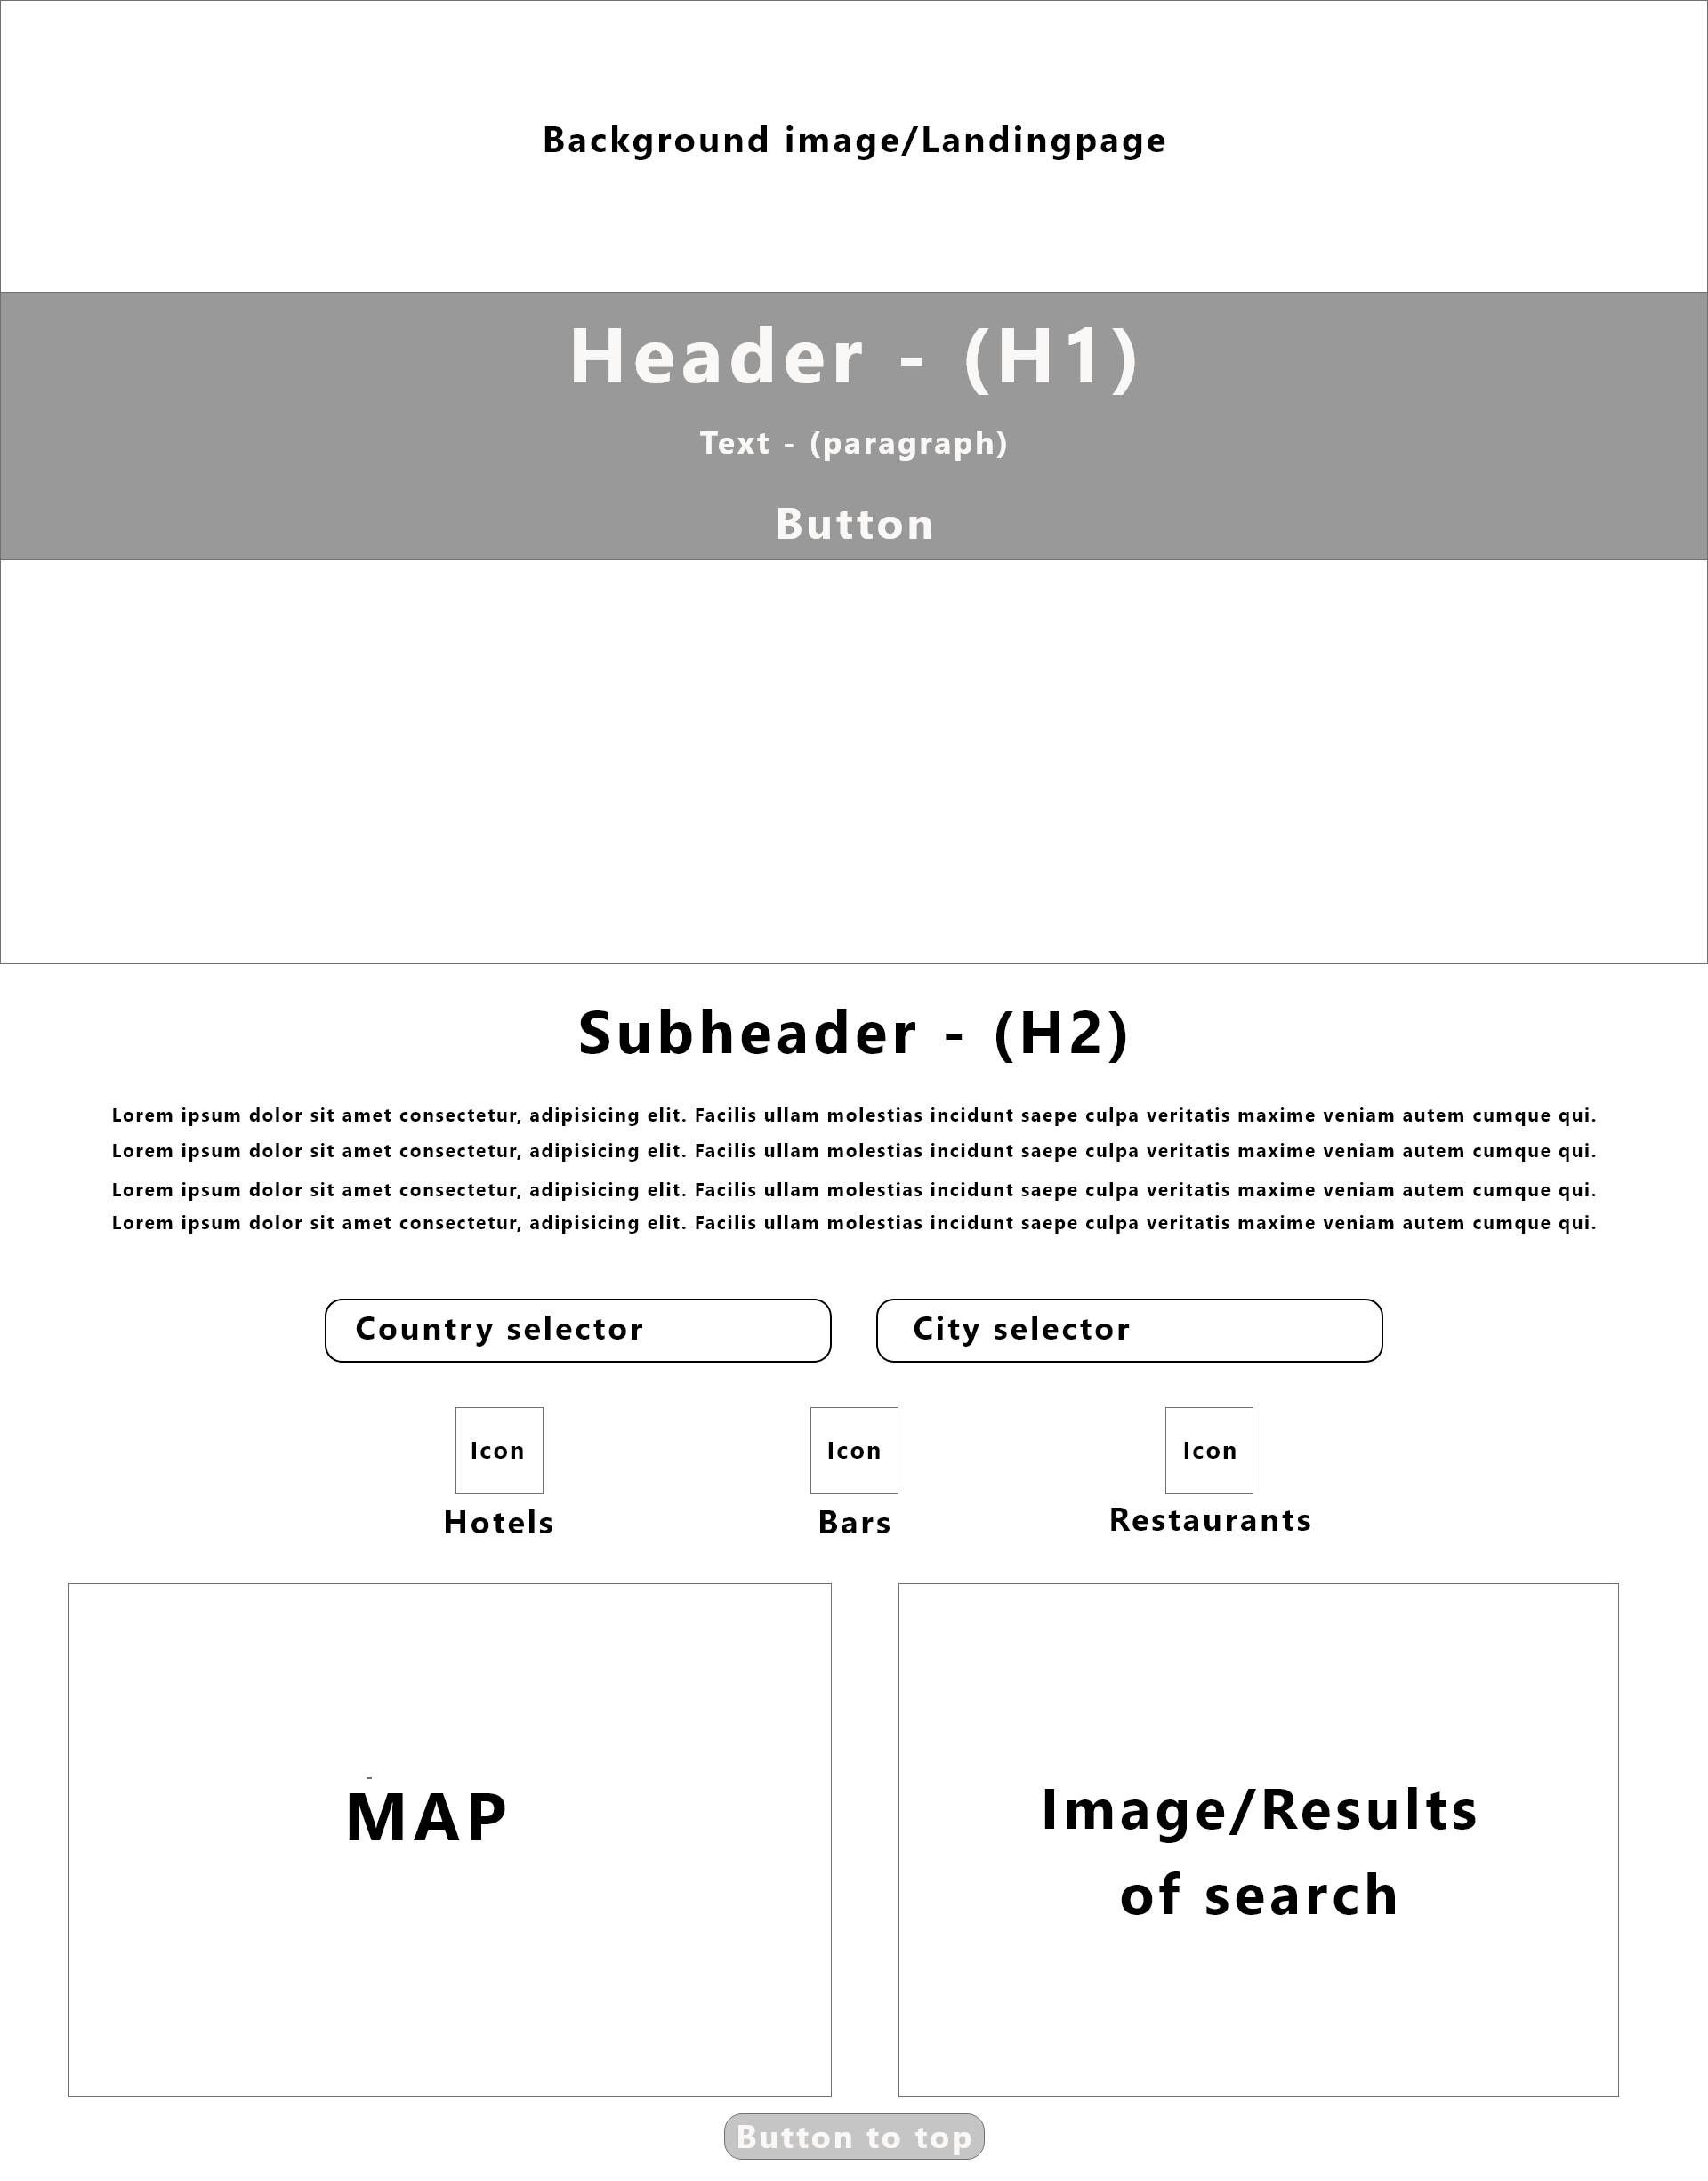 Background image/Landingpage
Header - (H1)
Text - (paragraph)
Button
Subheader - (H2)
Lorem ipsum dolor sit amet consectetur, adipisicing elit. Facilis ullam molestias incidunt saepe culpa veritatis maxime veniam autem cumque qui.
Lorem ipsum dolor sit amet consectetur, adipisicing elit. Facilis ullam molestias incidunt saepe culpa veritatis maxime veniam autem cumque qui.
Lorem ipsum dolor sit amet consectetur, adipisicing elit. Facilis ullam molestias incidunt saepe culpa veritatis maxime veniam autem cumque qui.
Lorem ipsum dolor sit amet consectetur, adipisicing elit. Facilis ullam molestias incidunt saepe culpa veritatis maxime veniam autem cumque qui.
Country selector City selector
Icon Icon Icon
Hotels Bars Restaurants
-
MAP
Image/Results
of search
Button to top